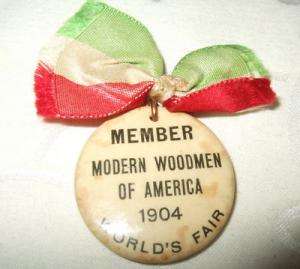 MEMBER
MODERN WOODMEN
OF AMERICA
1904
WORLD'S FAIR